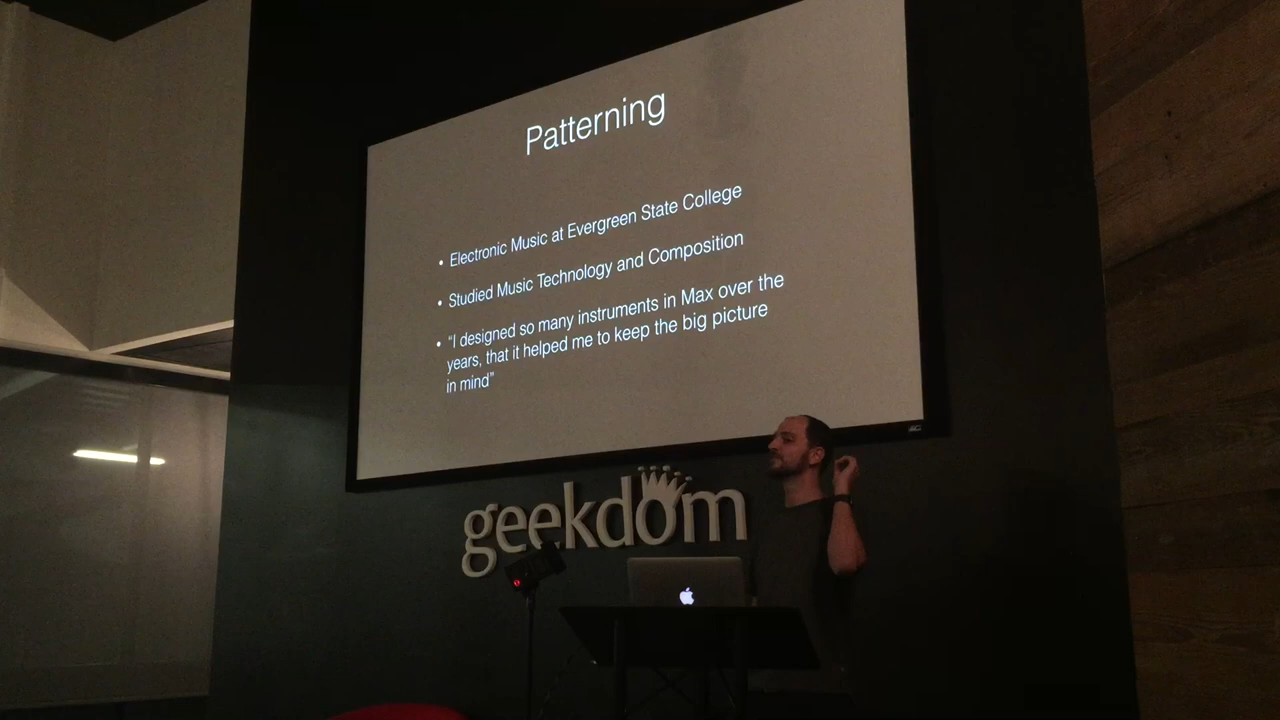 Patterning
• Electronic Music at Evergreen State College
• Studied Music Technology and Composition
• “I designed so many instruments in Max over the
years, that it helped me to keep the big picture
in mind”
geekdom